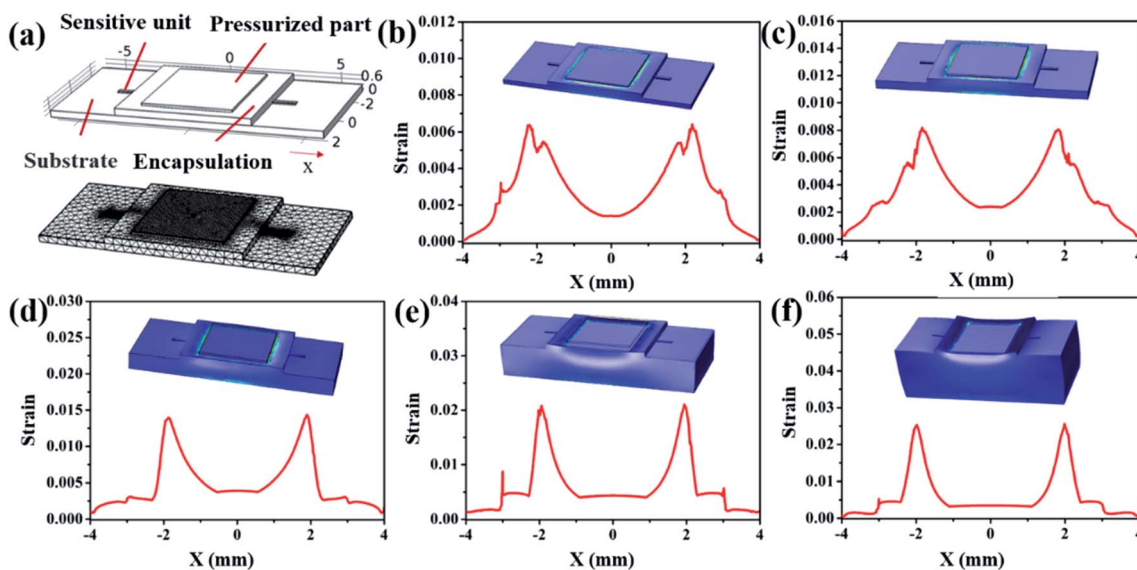 (a)
Sensitive unit Pressurized part
-5 0 5
0.6
0
-2
0
2
X
Substrate Encapsulation
(b)
0.012
0.010
0.008
0.006
0.004
0.002
0.000
Strain
-4 -2 0 2 4
X (mm)
(c)
0.016
0.014
0.012
0.010
0.008
0.006
0.004
0.002
0.000
Strain
-4 -2 0 2 4
X (mm)
(d)
0.030
0.025
0.020
0.015
0.010
0.005
0.000
Strain
-4 -2 0 2 4
X (mm)
(e)
0.04
0.03
0.02
0.01
0.00
Strain
-4 -2 0 2 4
X (mm)
(f)
0.06
0.05
0.04
0.03
0.02
0.01
0.00
Strain
-4 -2 0 2 4
X (mm)